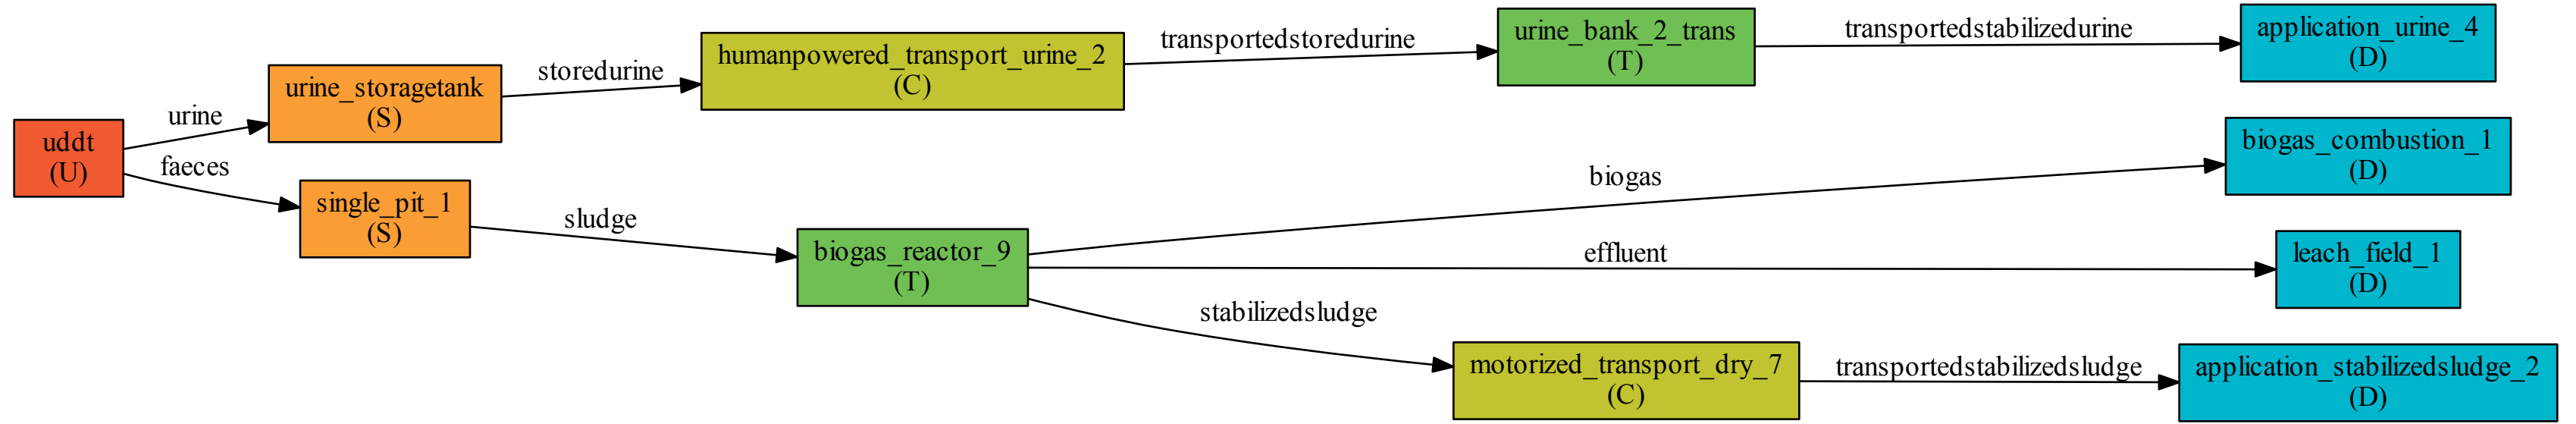 uddt
(U)
urine
faeces
urine_storagetank
(S)
single_pit_1
(S)
storedurine
sludge
humanpowered_transport_urine_2
(C)
biogas_reactor_9
(T)
transportedstoredurine
biogas
effluent
stabilizedsludge
urine_bank_2_trans
(T)
motorized_transport_dry_7
(C)
transportedstabilizedurine
transportedstabilizedsludge
application_urine_4
(D)
biogas_combustion_1
(D)
leach_field_1
(D)
application_stabilizedsludge_2
(D)